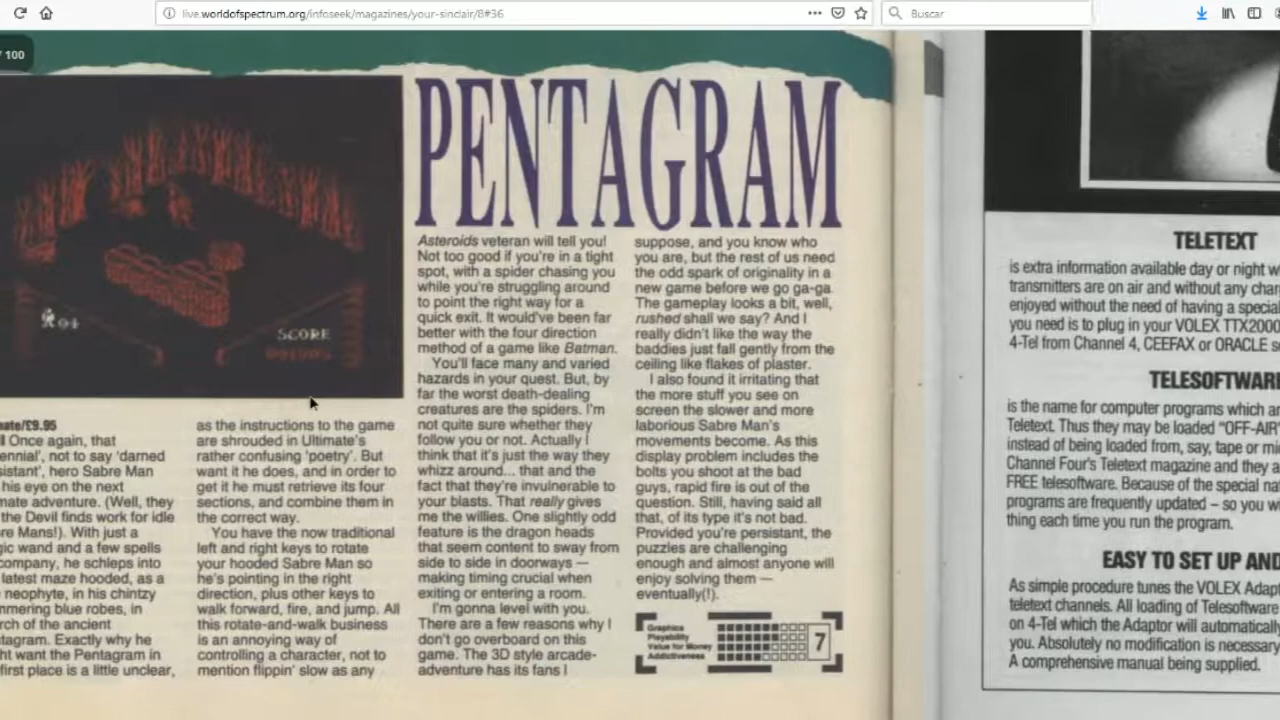 live.worldofspectrum.org/infoseek/magazines/your-sinclair/8#36
Buscar
/ 100
PENTAGRAM
SCORE
£9.95
Once again, that
not to say 'darned
hero Sabre Man
his eye on the next
adventure. (Well, they
the Devil finds work for idle
Mans!). With just a
wand and a few spells
company, he schleps into
latest maze hooded, as a
neophyte, in his chintzy
blue robes, in
of the ancient
Exactly why he
want the Pentagram in
first place is a little unclear,
as the instructions to the game
are shrouded in Ultimate's
rather confusing 'poetry'. But
want it he does, and in order to
get it he must retrieve its four
sections, and combine them in
the correct way.
You have the now traditional
left and right keys to rotate
your hooded Sabre Man so
he's pointing in the right
direction, plus other keys to
walk forward, fire, and jump. All
this rotate-and-walk business
is an annoying way of
controlling a character, not to
mention flippin' slow as any
Asteroids veteran will tell you!
Not too good if you're in a tight
spot, with a spider chasing you
while you're struggling around
to point the right way for a
quick exit. It would've been far
better with the four direction
method of a game like Batman.
You'll face many and varied
hazards in your quest. But, by
far the worst death-dealing
creatures are the spiders. I'm
not quite sure whether they
follow you or not. Actually I
think that it's just the way they
whizz around... that and the
fact that they're invulnerable to
your blasts. That really gives
me the willies. One slightly odd
feature is the dragon heads
that seem content to sway from
side to side in doorways —
making timing crucial when
exiting or entering a room.
I'm gonna level with you.
There are a few reasons why I
don't go overboard on this
game. The 3D style arcade-
adventure has its fans I
suppose, and you know who
you are, but the rest of us need
the odd spark of originality in a
new game before we go ga-ga.
The gameplay looks a bit, well,
rushed shall we say? And I
really didn't like the way the
baddies just fall gently from the
ceiling like flakes of plaster.
I also found it irritating that
the more stuff you see on
screen the slower and more
laborious Sabre Man's
movements become. As this
display problem includes the
bolts you shoot at the bad
guys, rapid fire is out of the
question. Still, having said all
that, of its type it's not bad.
Provided you're persistant, the
puzzles are challenging
enough and almost anyone will
enjoy solving them —
eventually(!).
Graphics
Playability
Value for Money
Addictiveness
7
TELETEXT
is extra information available day or night
transmitters are on air and without any
enjoyed without the need of having a
you need is to plug in your VOLEX TTX2000
4-Tel from Channel 4, CEEFAX or ORACLE
TELESOFTWARE
is the name for computer programs which
Teletext. Thus they may be loaded "OFF-AIR"
instead of being loaded from, say, tape or
Channel Four's Teletext magazine and they
FREE telesoftware. Because of the special
programs are frequently updated – so you
thing each time you run the program.
EASY TO SET UP AND
As simple procedure tunes the VOLEX
teletext channels. All loading of Telesoftware
on 4-Tel which the Adaptor will automatically
you. Absolutely no modification is necessary
A comprehensive manual being supplied.